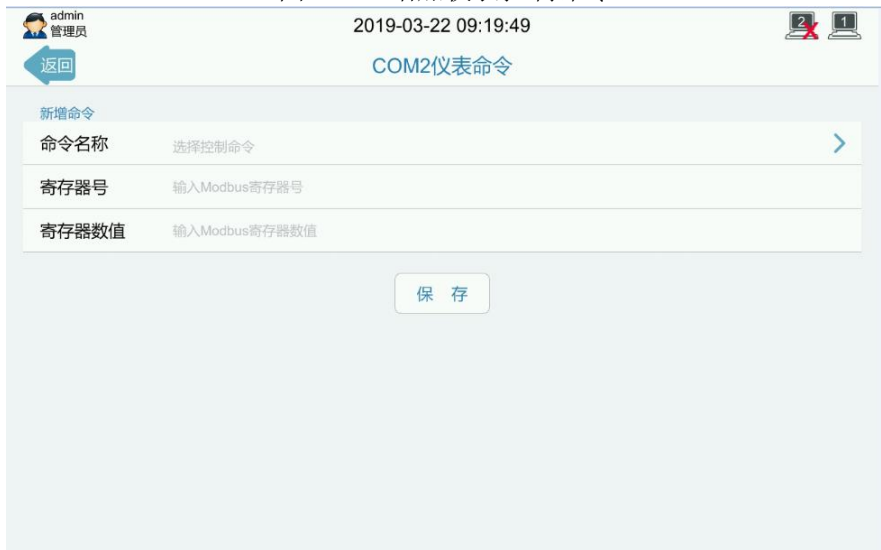 admin
管理员
2019-03-22 09:19:49
2
1
返回
COM2仪表命令
新增命令
命令名称
选择控制命令
寄存器号
输入Modbus寄存器号
寄存器数值
输入Modbus寄存器数值
保 存